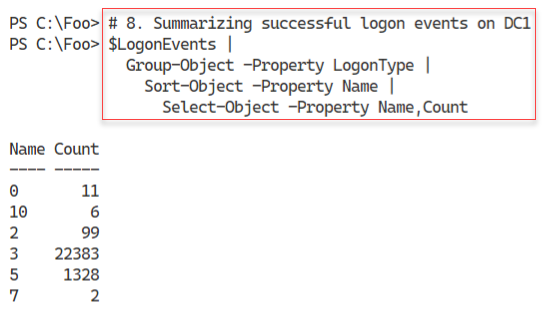 PS C:\Foo> # 8. Summarizing successful logon events on DC1
PS C:\Foo> $LogonEvents |
Group-Object -Property LogonType |
Sort-Object -Property Name |
Select-Object -Property Name,Count
Name Count
---- -----
0 11
10 6
2 99
3 22383
5 1328
7 2